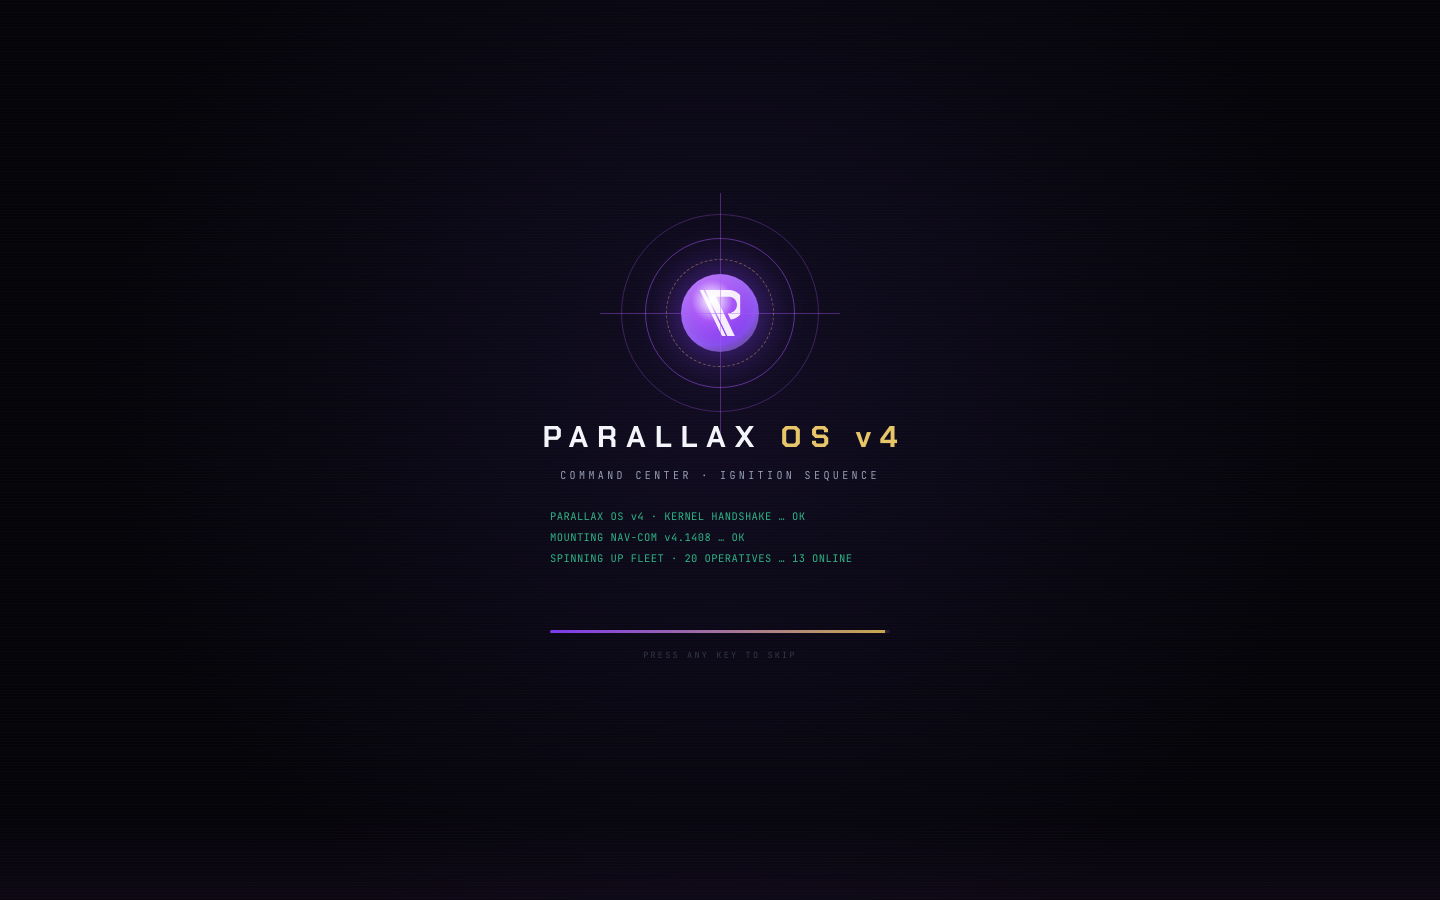 PARALLAX OS v4
COMMAND CENTER · IGNITION SEQUENCE
PARALLAX OS v4 · KERNEL HANDSHAKE … OK
MOUNTING NAV-COM v4.1408 … OK
SPINNING UP FLEET · 20 OPERATIVES … 13 ONLINE
PRESS ANY KEY TO SKIP